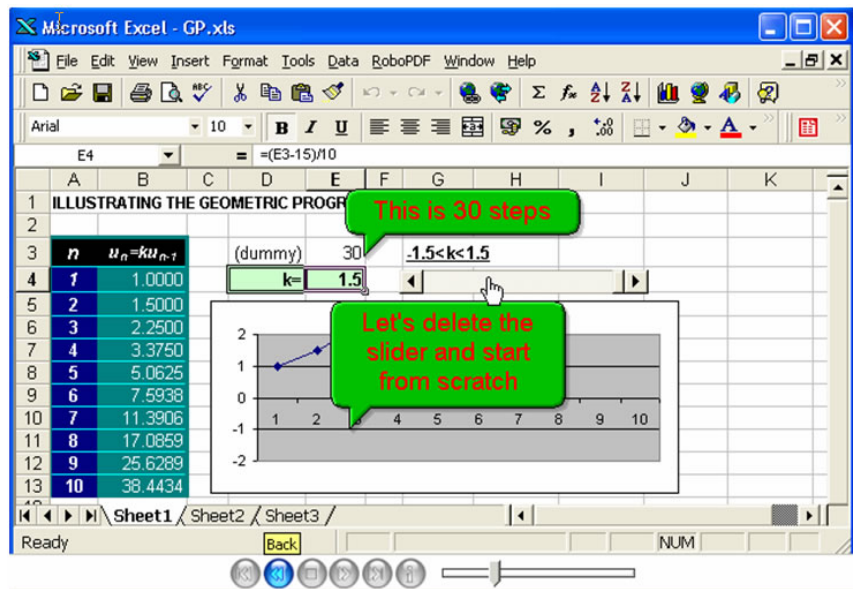 Microsoft Excel - GP.xls
File Edit View Insert Format Tools Data RoboPDF Window Help
Arial 10 B I U
E4 = =(E3-15)/10
A B C D E F G H I J K
1 ILLUSTRATING THE GEOMETRIC PROGR
This is 30 steps
2
3 n uₙ=kuₙ₋₁ (dummy) 30 -1.5<k<1.5
4 1 1.0000 k= 1.5
5 2 1.5000
6 3 2.2500
7 4 3.3750
8 5 5.0625
9 6 7.5938
10 7 11.3906
11 8 17.0859
12 9 25.6289
13 10 38.4434
Let's delete the
slider and start
from scratch
2
1
0
-1
-2
1 2 3 4 5 6 7 8 9 10
Sheet1 Sheet2 Sheet3
Ready NUM
Back